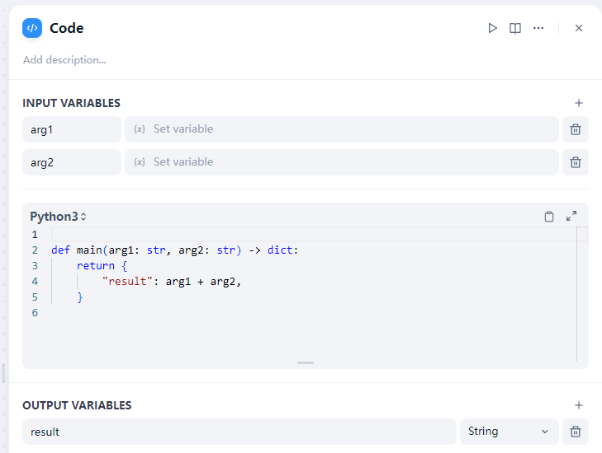 Code
Add description...
INPUT VARIABLES
arg1 {x} Set variable
arg2 {x} Set variable
Python3
1
2 def main(arg1: str, arg2: str) -> dict:
3     return {
4         "result": arg1 + arg2,
5     }
6
OUTPUT VARIABLES
result String